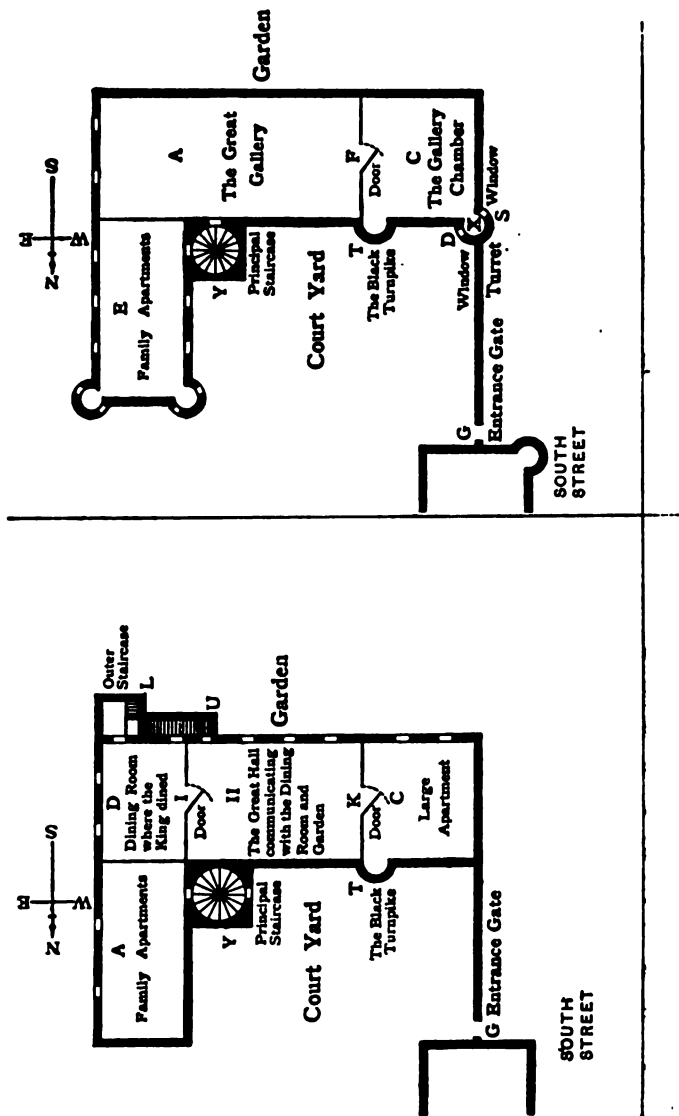 N
S
E
W
E
Family Apartments
A
The Great
Gallery
Garden
Y
Principal
Staircase
Court Yard
T
The Black
Turnpike
F
Door
C
The Gallery
Chamber
D
X
S
Window
Window
Turret
G
Entrance Gate
SOUTH
STREET
N
S
E
W
A
Family Apartments
D
Dining Room
where the
King dined
Outer
Staircase
L
U
Garden
I
Door
H
The Great Hall
communicating
with the Dining
Room and
Garden
Y
Principal
Staircase
Court Yard
T
The Black
Turnpike
K
Door
C
Large
Apartment
G Entrance Gate
SOUTH
STREET